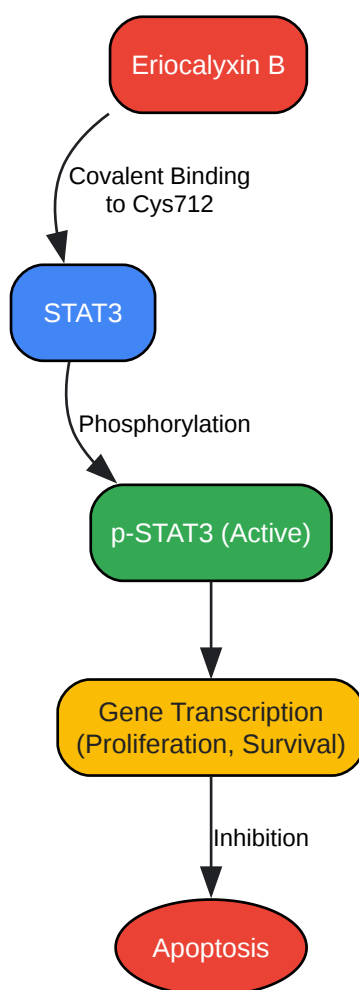 Eriocalyxin B
Covalent Binding
to Cys712
STAT3
Phosphorylation
p-STAT3 (Active)
Gene Transcription
(Proliferation, Survival)
Inhibition
Apoptosis